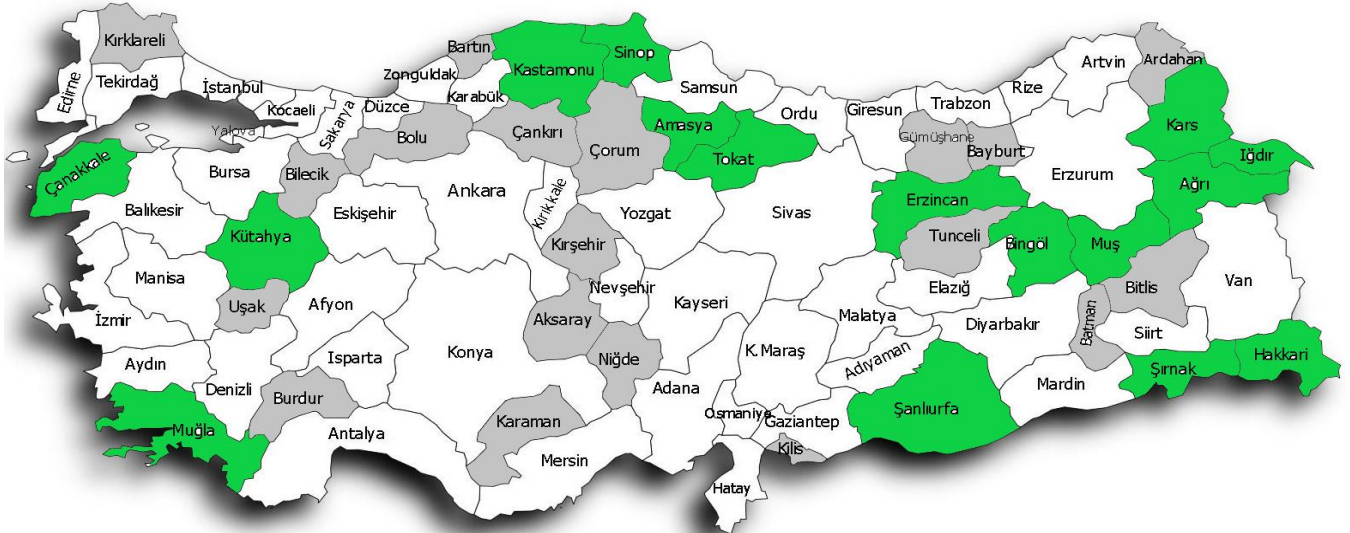 Kırklareli
Edirne
Tekirdağ
İstanbul
Kocaeli
Yalova
Sakarya
Düzce
Zonguldak
Bartın
Karabük
Kastamonu
Sinop
Samsun
Ordu
Giresun
Trabzon
Rize
Artvin
Ardahan
Kars
Iğdır
Ağrı
Çanakkale
Bursa
Bilecik
Bolu
Çankırı
Çorum
Amasya
Tokat
Gümüşhane
Bayburt
Erzurum
Balıkesir
Kütahya
Eskişehir
Ankara
Kırıkkale
Yozgat
Sivas
Erzincan
Tunceli
Bingöl
Muş
Bitlis
Van
Manisa
Uşak
Afyon
Kırşehir
Nevşehir
Kayseri
Malatya
Elazığ
Diyarbakır
Batman
Siirt
İzmir
Aydın
Denizli
Isparta
Konya
Aksaray
Niğde
K.Maraş
Adıyaman
Mardin
Şırnak
Hakkari
Muğla
Burdur
Antalya
Karaman
Mersin
Adana
Osmaniye
Gaziantep
Şanlıurfa
Kilis
Hatay